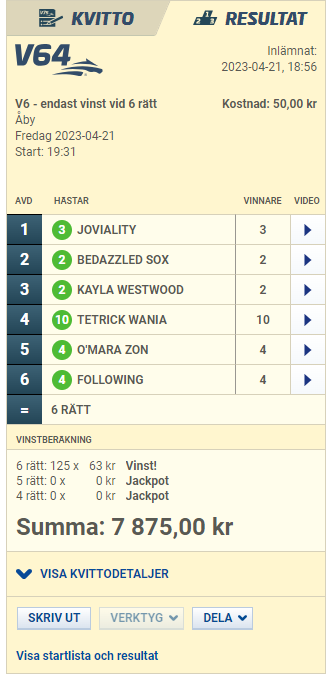 KVITTO
RESULTAT
V64
Inlämnat:
2023-04-21, 18:56
V6 - endast vinst vid 6 rätt
Kostnad: 50,00 kr
Åby
Fredag 2023-04-21
Start: 19:31
AVD HÄSTAR VINNARE VIDEO
1 3 JOVIALITY 3
2 2 BEDAZZLED SOX 2
3 2 KAYLA WESTWOOD 2
4 10 TETRICK WANIA 10
5 4 O'MARA ZON 4
6 4 FOLLOWING 4
= 6 RÄTT
VINSTBERÄKNING
6 rätt: 125 x 63 kr Vinst!
5 rätt: 0 x 0 kr Jackpot
4 rätt: 0 x 0 kr Jackpot
Summa: 7 875,00 kr
VISA KVITTODETALJER
SKRIV UT VERKTYG DELA
Visa startlista och resultat